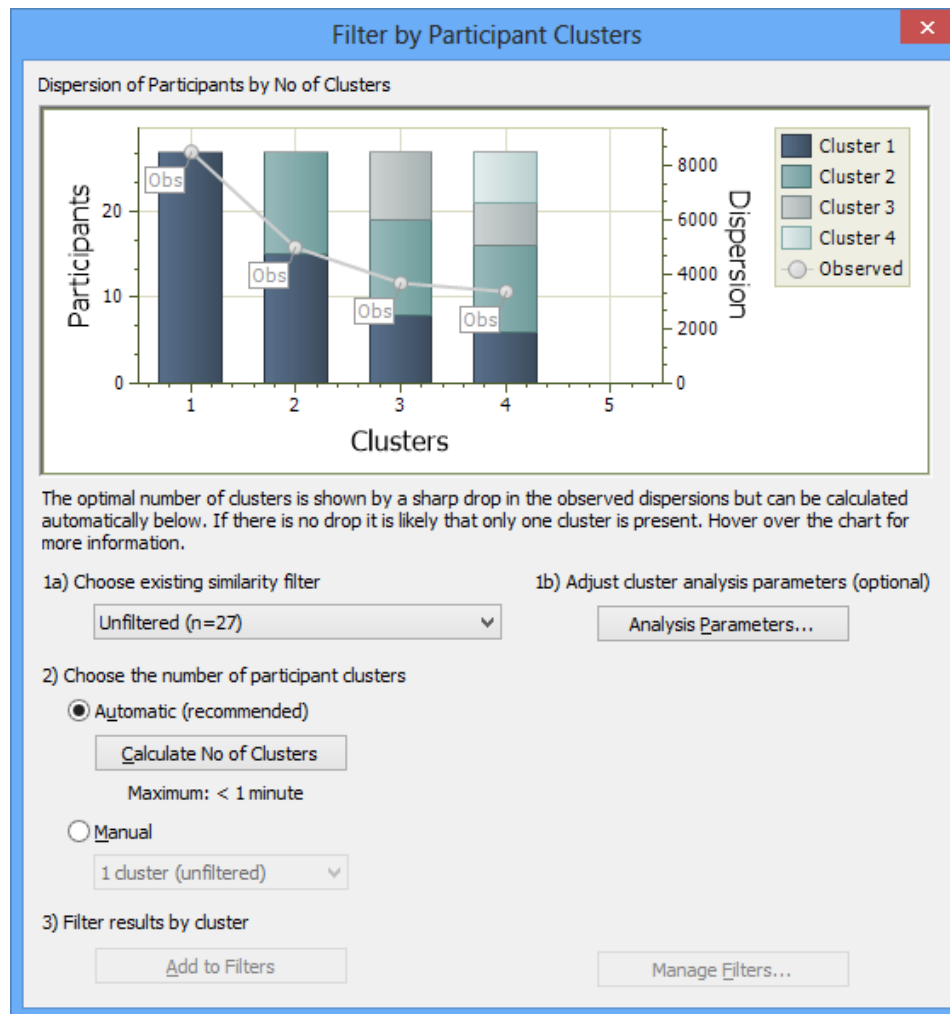 Filter by Participant Clusters
Dispersion of Participants by No of Clusters
Participants
20
10
0
Obs
Obs
Obs
Obs
1
2
3
4
5
Clusters
8000
6000
4000
2000
0
Dispersion
Cluster 1
Cluster 2
Cluster 3
Cluster 4
Observed
The optimal number of clusters is shown by a sharp drop in the observed dispersions but can be calculated
automatically below. If there is no drop it is likely that only one cluster is present. Hover over the chart for
more information.
1a) Choose existing similarity filter
1b) Adjust cluster analysis parameters (optional)
Unfiltered (n=27)
Analysis Parameters...
2) Choose the number of participant clusters
Automatic (recommended)
Calculate No of Clusters
Maximum: < 1 minute
Manual
1 cluster (unfiltered)
3) Filter results by cluster
Add to Filters
Manage Filters...